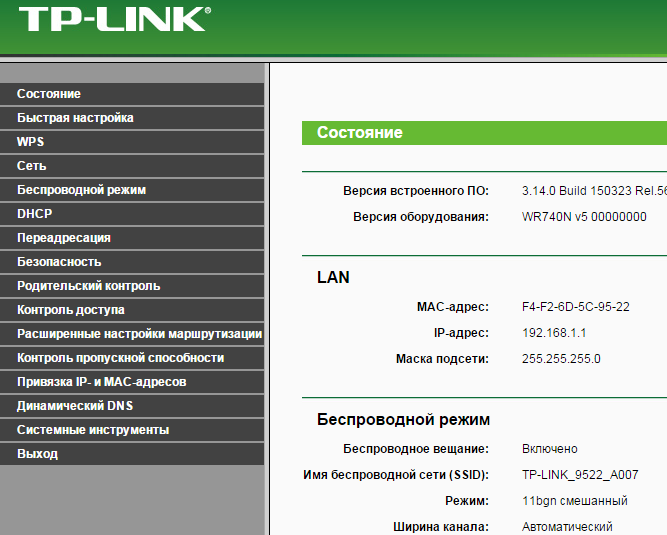 TP-LINK®
Состояние
Быстрая настройка
WPS
Сеть
Беспроводной режим
DHCP
Переадресация
Безопасность
Родительский контроль
Контроль доступа
Расширенные настройки маршрутизации
Контроль пропускной способности
Привязка IP- и MAC-адресов
Динамический DNS
Системные инструменты
Выход
Состояние
Версия встроенного ПО: 3.14.0 Build 150323 Rel.56
Версия оборудования: WR740N v5 00000000
LAN
MAC-адрес: F4-F2-6D-5C-95-22
IP-адрес: 192.168.1.1
Маска подсети: 255.255.255.0
Беспроводной режим
Беспроводное вещание: Включено
Имя беспроводной сети (SSID): TP-LINK_9522_A007
Режим: 11bgn смешанный
Ширина канала: Автоматический